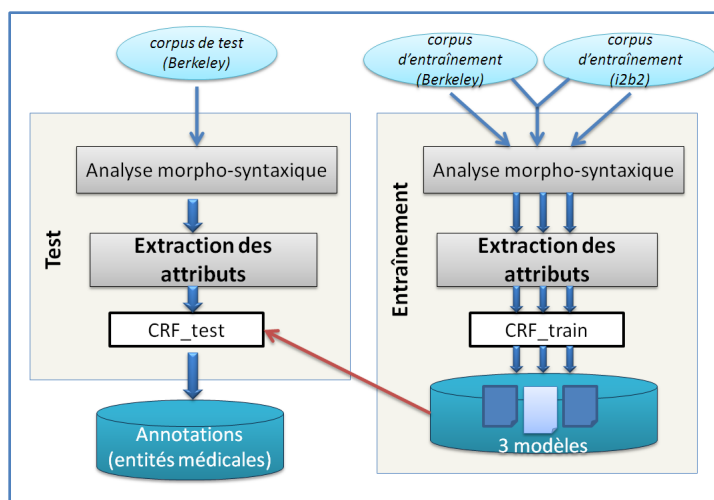 corpus de test
(Berkeley)
corpus
d'entraînement
(Berkeley)
corpus
d'entraînement
(i2b2)
Test
Analyse morpho-syntaxique
Extraction des
attributs
CRF_test
Annotations
(entités médicales)
Entraînement
Analyse morpho-syntaxique
Extraction des
attributs
CRF_train
3 modèles